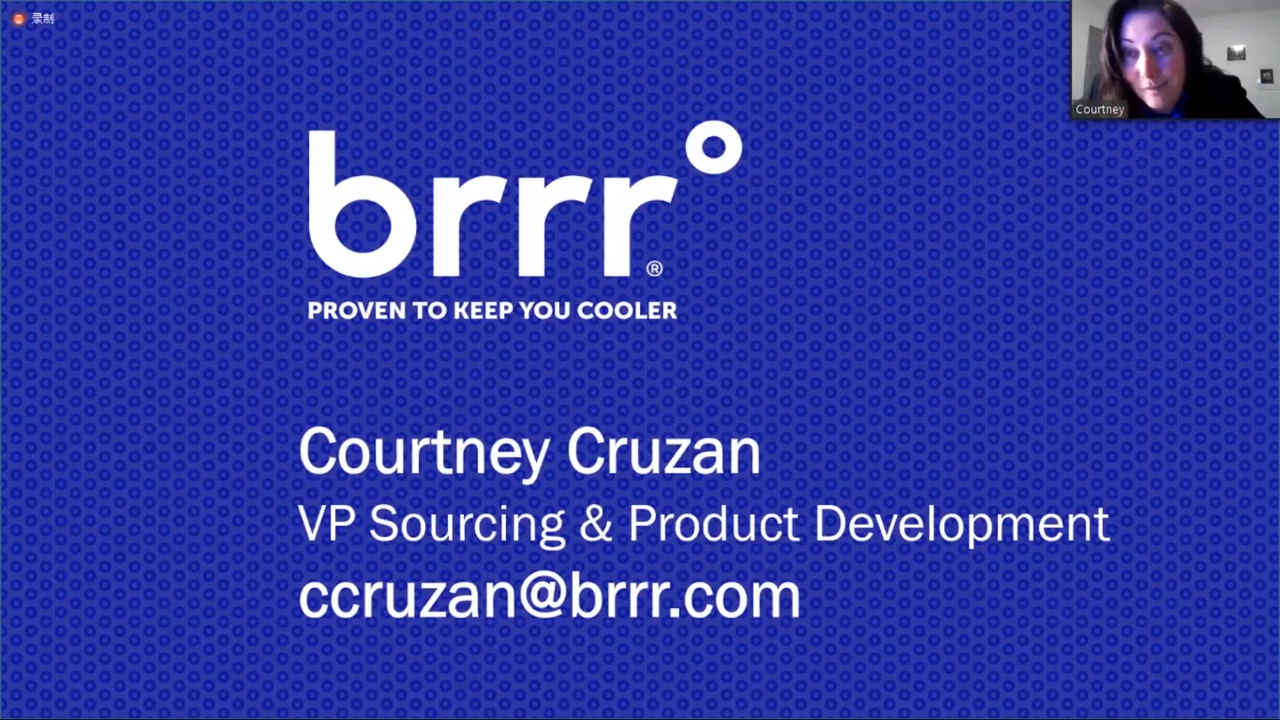 录制
Courtney
brrr°
®
PROVEN TO KEEP YOU COOLER
Courtney Cruzan
VP Sourcing & Product Development
ccruzan@brrr.com